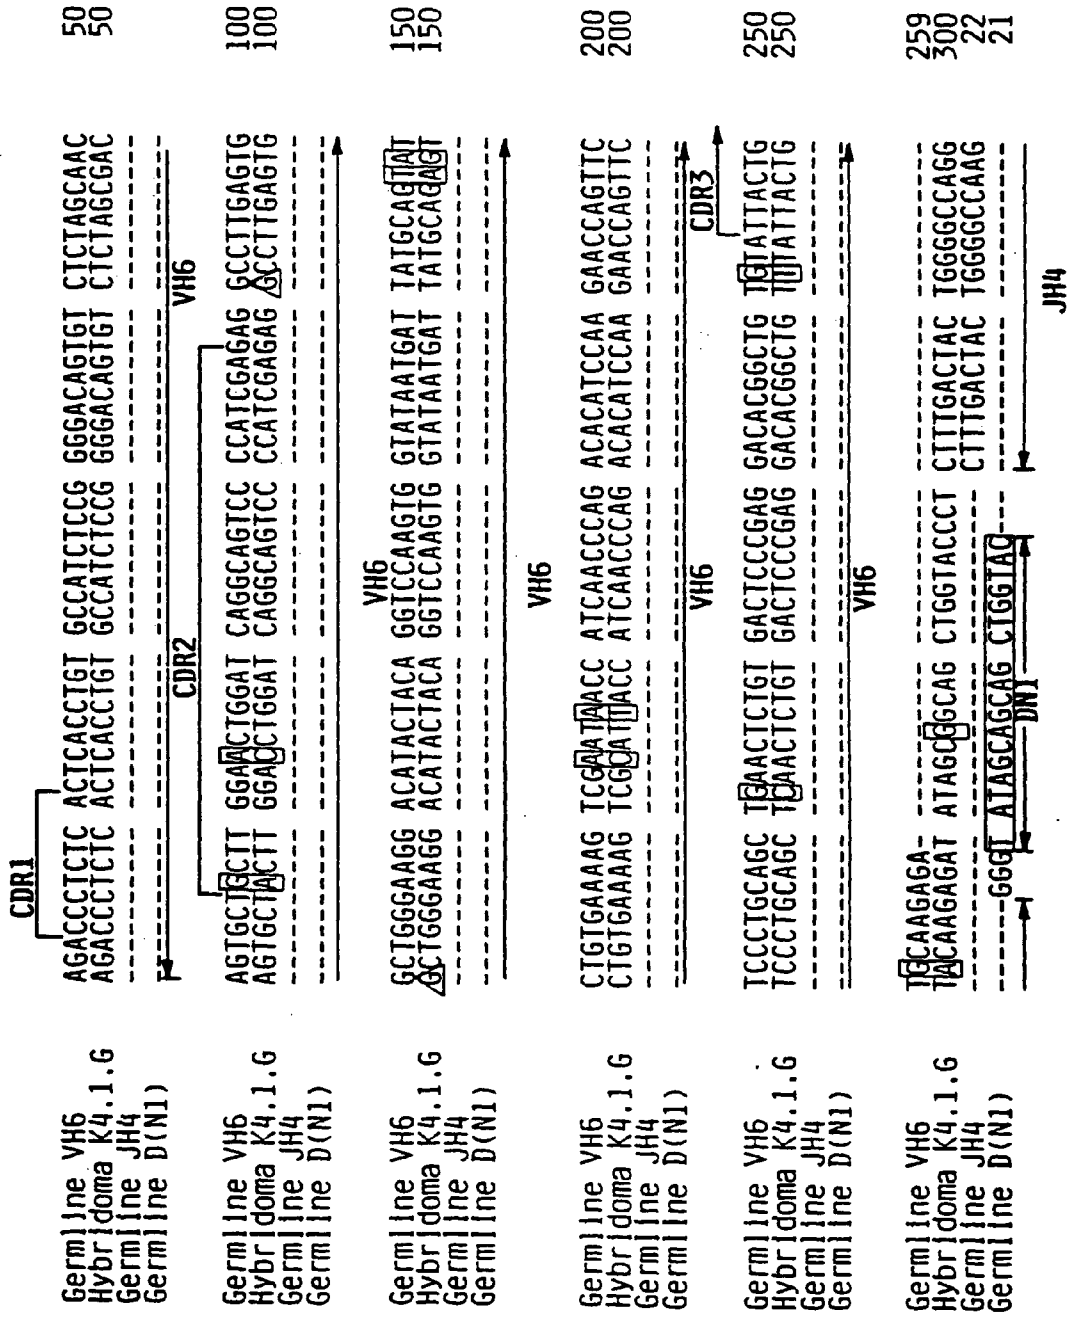 CDR1
Germline VH6 AGACCCTCTC ACTCACCTGT GCCATCTCCG GGGACAGTGT CTCTAGCAAC 50
Hybridoma K4.1.G AGACCCTCTC ACTCACCTGT GCCATCTCCG GGGACAGTGT CTCTAGCGAC 50
Germline JH4 ---------- ---------- ---------- ---------- ----------
Germline D(N1) ---------- ---------- ---------- ---------- ----------
VH6
CDR2
Germline VH6 AGTGCTGCTT GGAACTGGAT CAGGCAGTCC CCATCGAGAG GCCTTGAGTG 100
Hybridoma K4.1.G AGTGCTACTT GGACCTGGAT CAGGCAGTCC CCATCGAGAG GCCTTGAGTG 100
Germline JH4 ---------- ---------- ---------- ---------- ----------
Germline D(N1) ---------- ---------- ---------- ---------- ----------
VH6
Germline VH6 GCTGGGAAGG ACATACTACA GGTCCAAGTG GTATAATGAT TATGCAGTAT 150
Hybridoma K4.1.G GCTGGGAAGG ACATACTACA GGTCCAAGTG GTATAATGAT TATGCAGAGT 150
Germline JH4 ---------- ---------- ---------- ---------- ----------
Germline D(N1) ---------- ---------- ---------- ---------- ----------
VH6
Germline VH6 CTGTGAAAAG TCGAATAACC ATCAACCCAG ACACATCCAA GAACCAGTTC 200
Hybridoma K4.1.G CTGTGAAAAG TCGCATTACC ATCAACCCAG ACACATCCAA GAACCAGTTC 200
Germline JH4 ---------- ---------- ---------- ---------- ----------
Germline D(N1) ---------- ---------- ---------- ---------- ----------
VH6
CDR3
Germline VH6 TCCCTGCAGC TGAACTCTGT GACTCCCGAG GACACGGCTG TGTATTACTG 250
Hybridoma K4.1.G TCCCTGCAGC TCAACTCTGT GACTCCCGAG GACACGGCTG TTTATTACTG 250
Germline JH4 ---------- ---------- ---------- ---------- ----------
Germline D(N1) ---------- ---------- ---------- ---------- ----------
VH6
Germline VH6 TGCAAGAGA- ---------- ---------- ---------- ---------- 259
Hybridoma K4.1.G TACAAGAGAT ATAGCGGCAG CTGGTACCCT CTTTGACTAC TGGGGCCAGG 300
Germline JH4 ---------- ---------- ---------- CTTTGACTAC TGGGGCCAAG 22
Germline D(N1) ------GGGT ATAGCAGCAG CTGGTAC--- ---------- ---------- 21
DN1
JH4